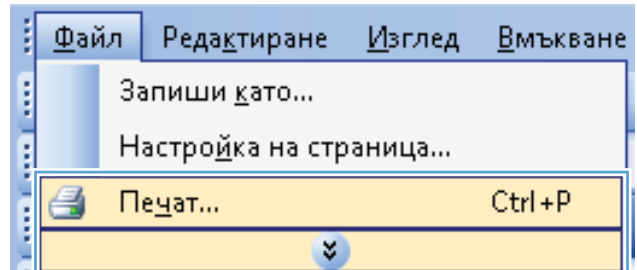 Файл Редактиране Изглед Вмъкване
Запиши като...
Настройка на страница...
Печат... Ctrl+P